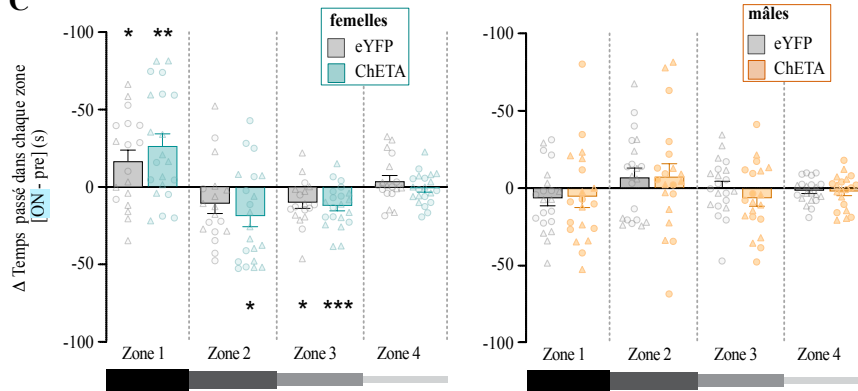 C
femelles
eYFP
ChETA
mâles
eYFP
ChETA
Δ Temps passé dans chaque zone
[ON - pre] (s)
-100
-50
0
50
-100
* **
*
* ***
Zone 1 Zone 2 Zone 3 Zone 4
-100
-50
0
50
-100
Zone 1 Zone 2 Zone 3 Zone 4